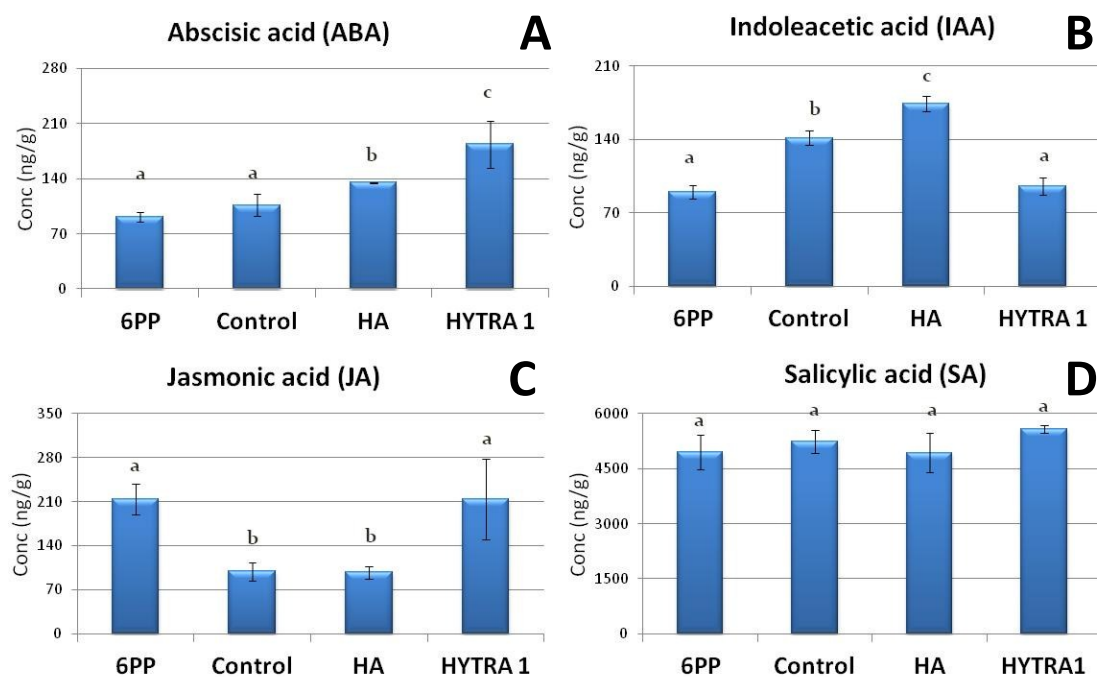 Abscisic acid (ABA)
A
280
210
140
70
0
Conc (ng/g)
a
a
b
c
6PP
Control
HA
HYTRA 1
Indoleacetic acid (IAA)
B
210
140
70
0
Conc (ng/g)
a
b
c
a
6PP
Control
HA
HYTRA 1
Jasmonic acid (JA)
C
350
280
210
140
70
0
Conc (ng/g)
a
b
b
a
6PP
Control
HA
HYTRA 1
Salicylic acid (SA)
D
6000
4500
3000
1500
0
Conc (ng/g)
a
a
a
a
6PP
Control
HA
HYTRA1